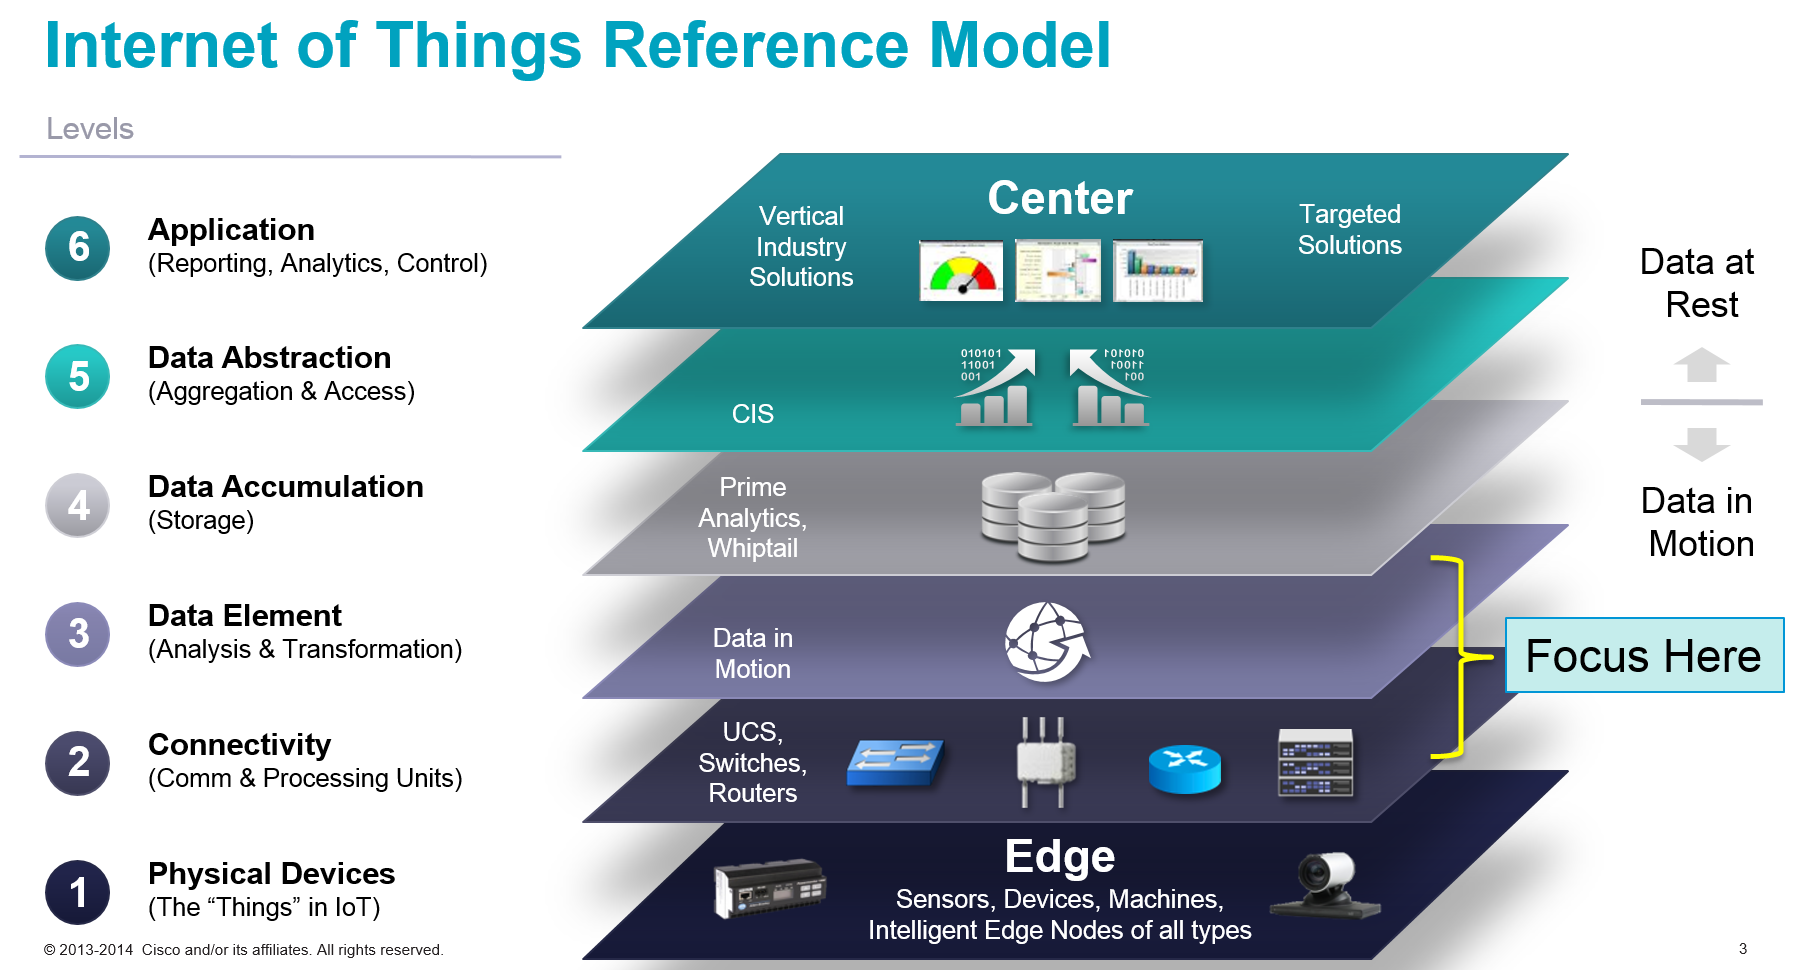 Internet of Things Reference Model
Levels
6
Application
(Reporting, Analytics, Control)
5
Data Abstraction
(Aggregation & Access)
4
Data Accumulation
(Storage)
3
Data Element
(Analysis & Transformation)
2
Connectivity
(Comm & Processing Units)
1
Physical Devices
(The “Things” in IoT)
Center
Vertical
Industry
Solutions
Targeted
Solutions
CIS
010101
11001
001
010101
11001
001
Prime
Analytics,
Whiptail
Data in
Motion
UCS,
Switches,
Routers
Edge
Sensors, Devices, Machines,
Intelligent Edge Nodes of all types
Data at
Rest
Data in
Motion
Focus Here
© 2013-2014 Cisco and/or its affiliates. All rights reserved.
3